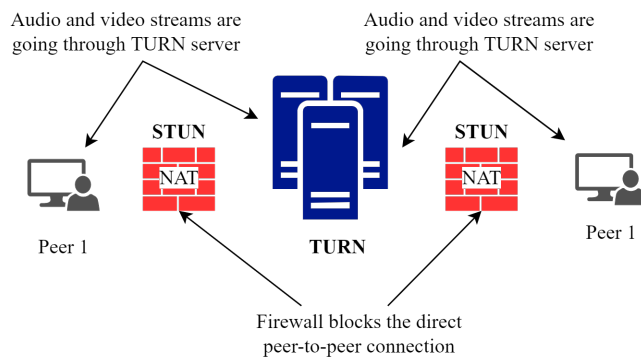 Audio and video streams are
going through TURN server
Audio and video streams are
going through TURN server
STUN
STUN
NAT
NAT
Peer 1
TURN
Peer 1
Firewall blocks the direct
peer-to-peer connection